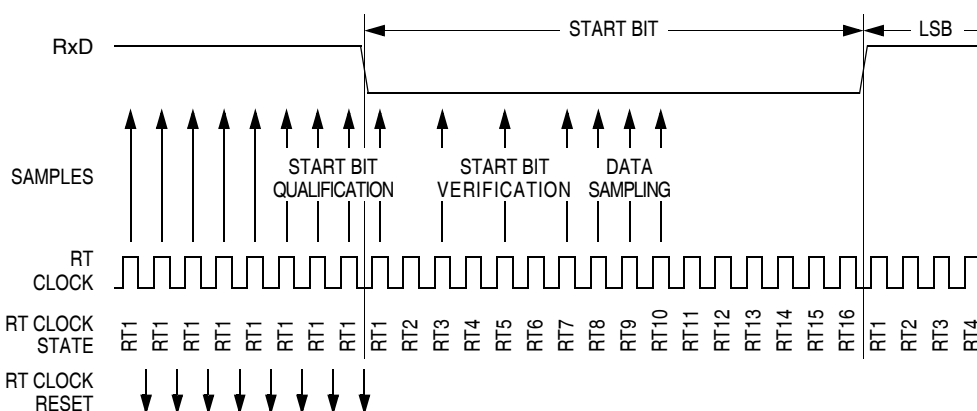 START BIT
LSB
RxD
SAMPLES
START BIT
QUALIFICATION
START BIT
VERIFICATION
DATA
SAMPLING
RT
CLOCK
RT CLOCK
STATE
RT1 RT1 RT1 RT1 RT1 RT1 RT1 RT1 RT1 RT2 RT3 RT4 RT5 RT6 RT7 RT8 RT9 RT10 RT11 RT12 RT13 RT14 RT15 RT16 RT1 RT2 RT3 RT4
RT CLOCK
RESET